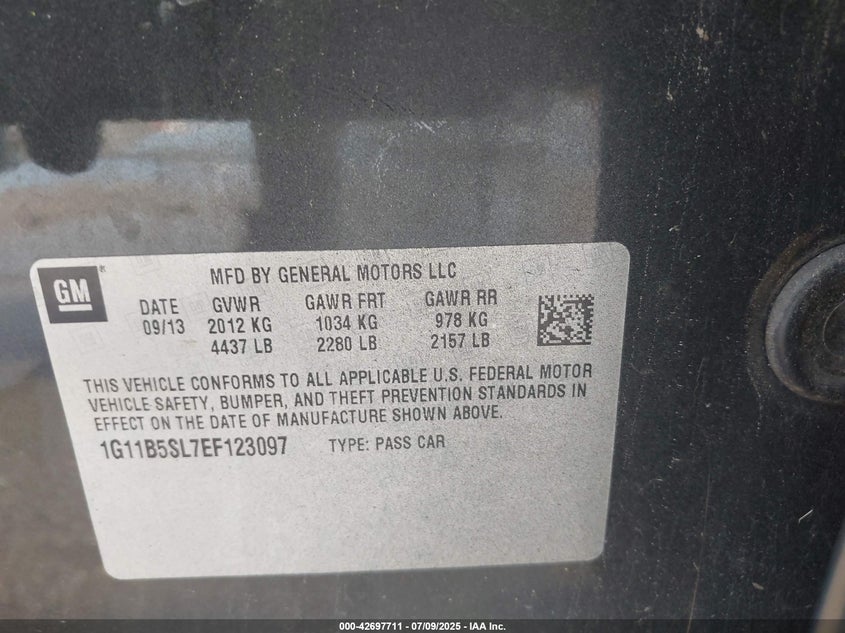 GM ®
MFD BY GENERAL MOTORS LLC
DATE GVWR GAWR FRT GAWR RR
09/13 2012 KG 1034 KG 978 KG
4437 LB 2280 LB 2157 LB
THIS VEHICLE CONFORMS TO ALL APPLICABLE U.S. FEDERAL MOTOR
VEHICLE SAFETY, BUMPER, AND THEFT PREVENTION STANDARDS IN
EFFECT ON THE DATE OF MANUFACTURE SHOWN ABOVE.
1G11B5SL7EF123097 TYPE: PASS CAR
000-42697711 | 07/09/2025 | IAA Inc.